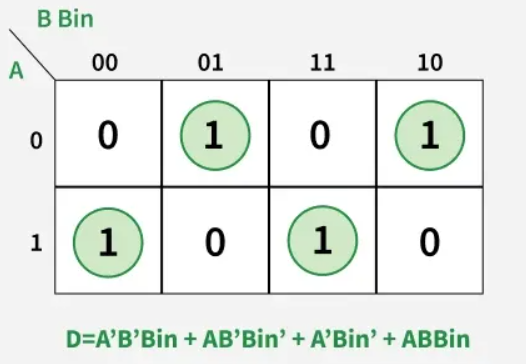 B Bin
A
00 01 11 10
0 0 1 0 1
1 1 0 1 0
D=A’B’Bin + AB’Bin’ + A’Bin’ + ABBin